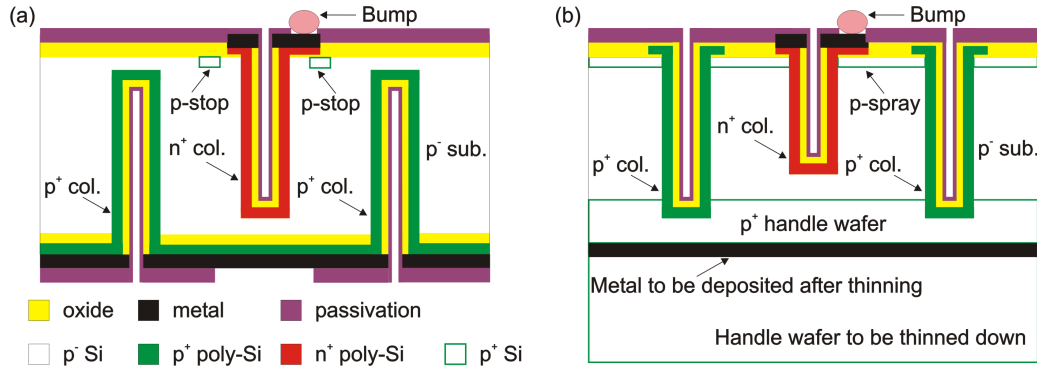 (a)
Bump
p-stop
p-stop
n⁺ col.
p⁻ sub.
p⁺ col.
p⁺ col.
oxide
metal
passivation
p⁻ Si
p⁺ poly-Si
n⁺ poly-Si
p⁺ Si
(b)
Bump
p-spray
n⁺ col.
p⁻ sub.
p⁺ col.
p⁺ col.
p⁺ handle wafer
Metal to be deposited after thinning
Handle wafer to be thinned down